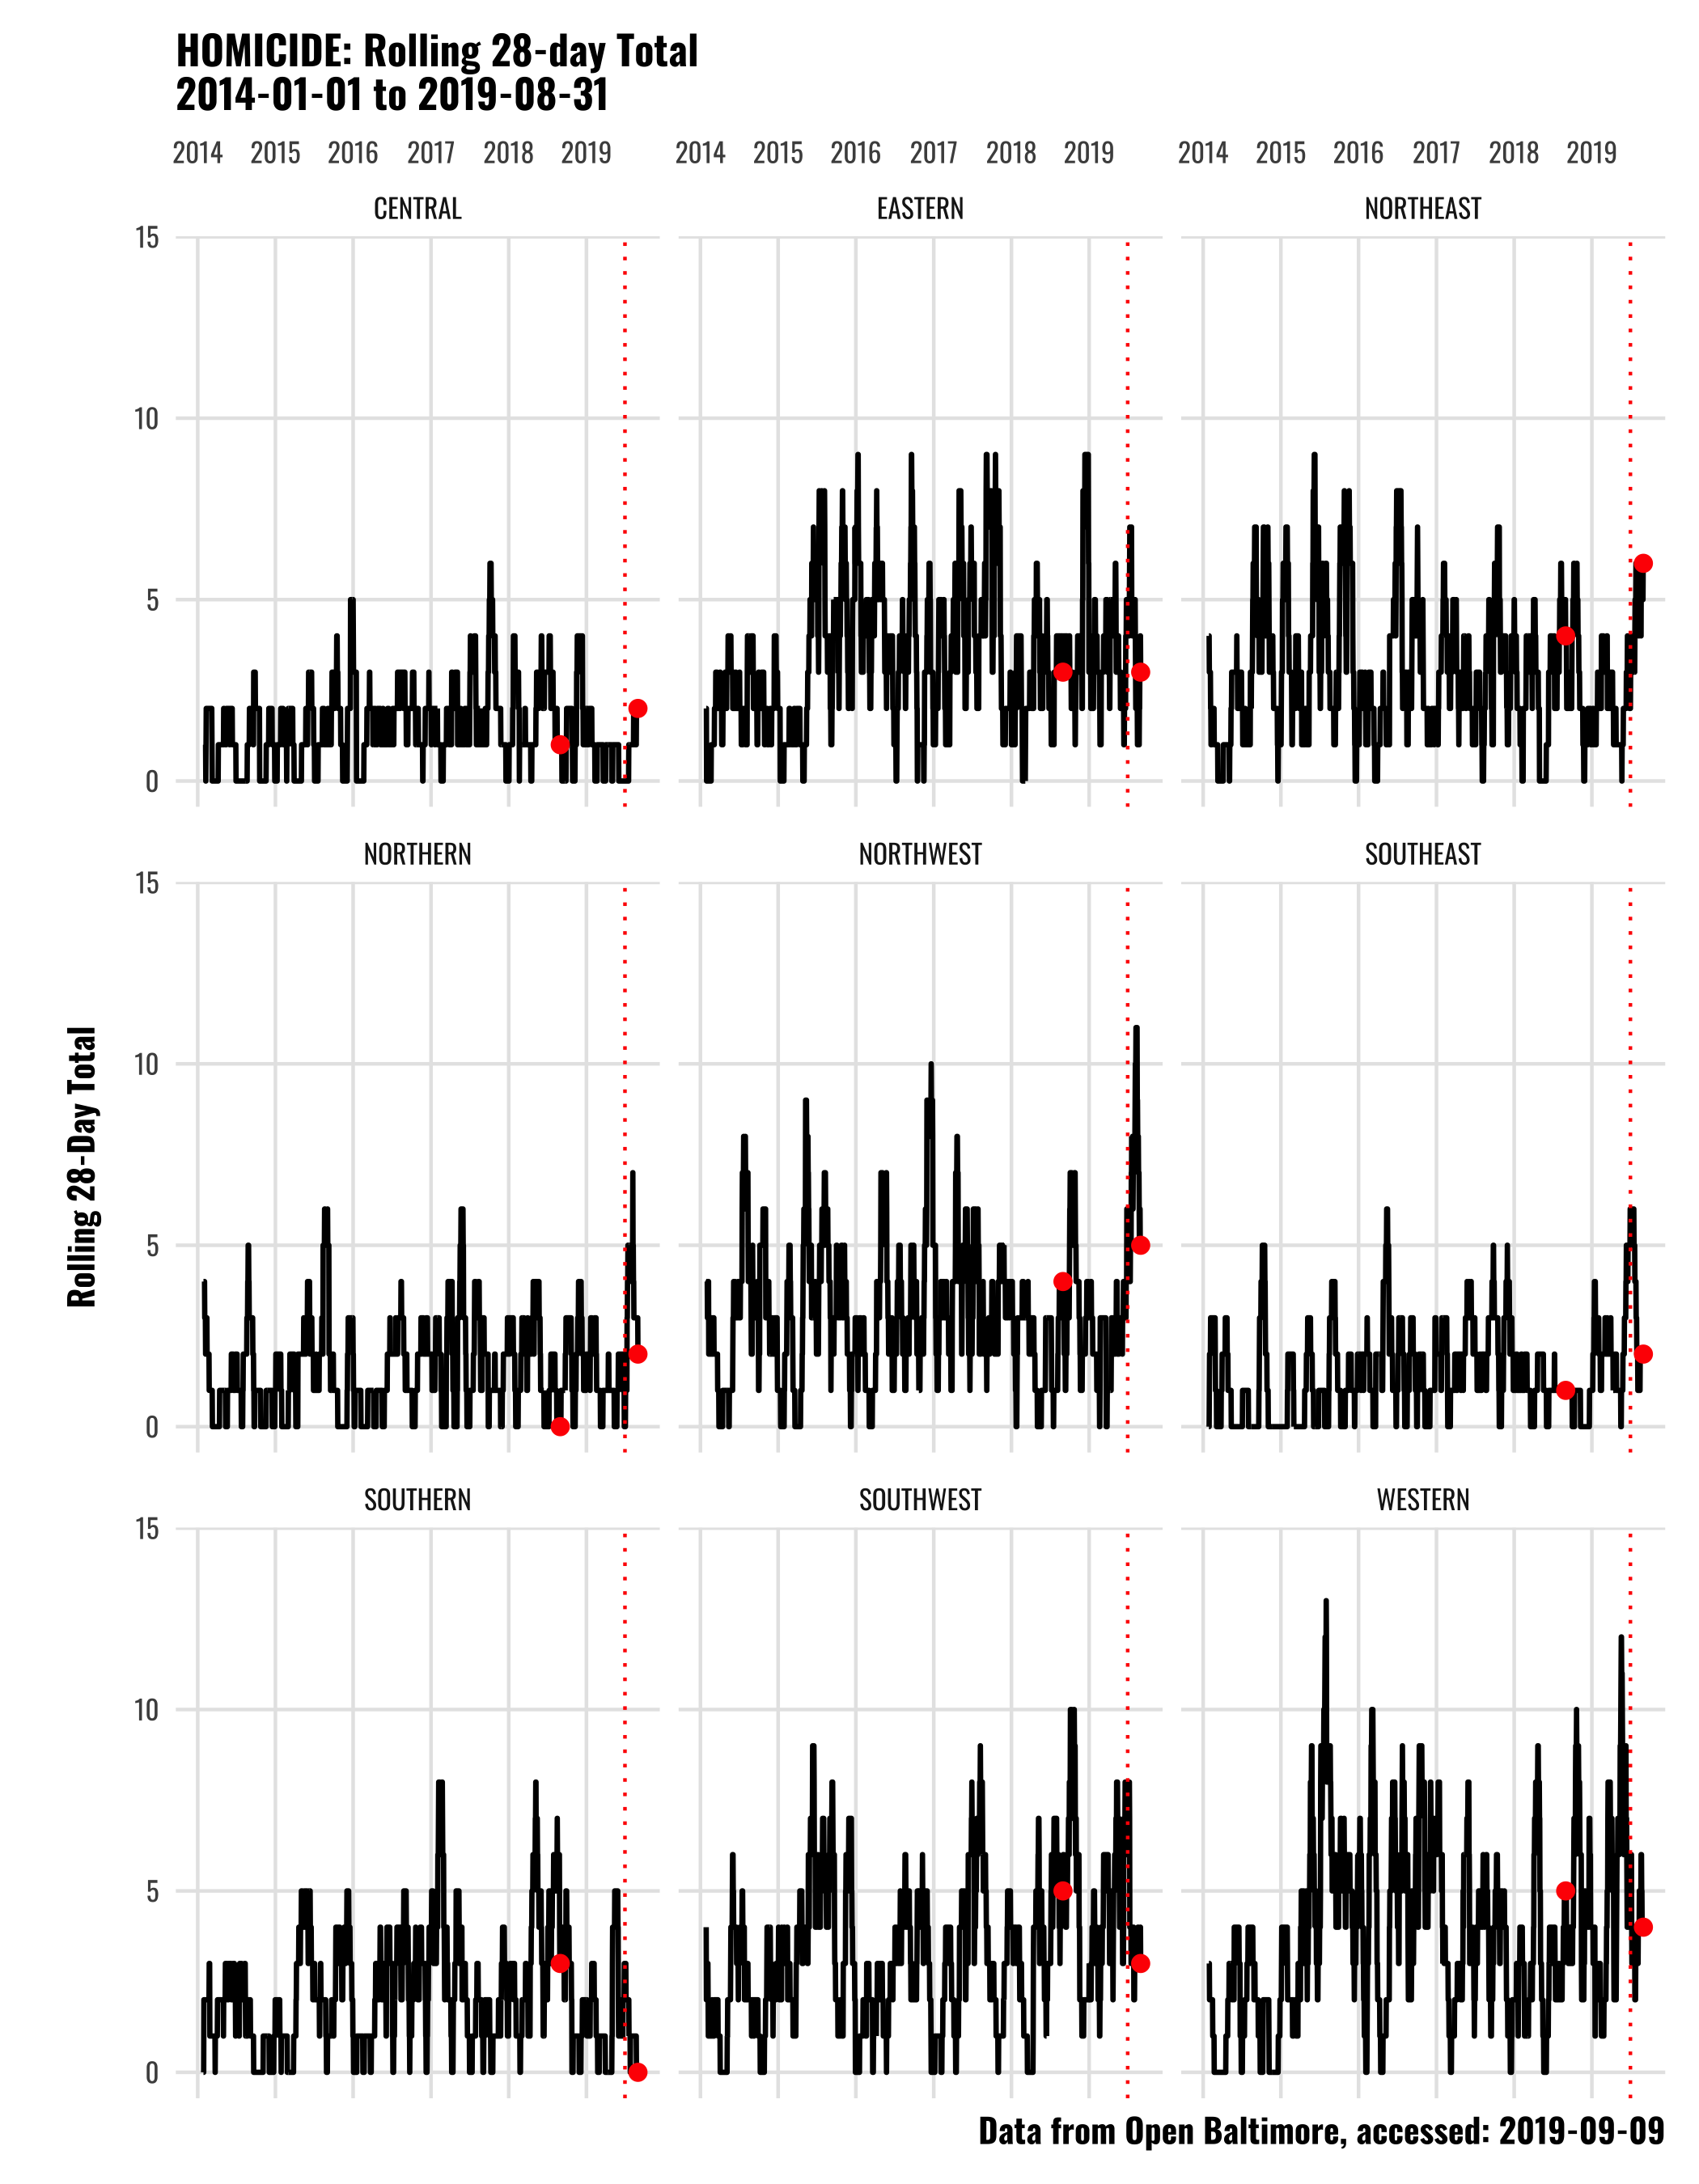 HOMICIDE: Rolling 28-day Total
2014-01-01 to 2019-08-31
2014 2015 2016 2017 2018 2019 2014 2015 2016 2017 2018 2019 2014 2015 2016 2017 2018 2019
CENTRAL EASTERN NORTHEAST
15
10
5
0
NORTHERN NORTHWEST SOUTHEAST
15
10
5
0
Rolling 28-Day Total
SOUTHERN SOUTHWEST WESTERN
15
10
5
0
Data from Open Baltimore, accessed: 2019-09-09